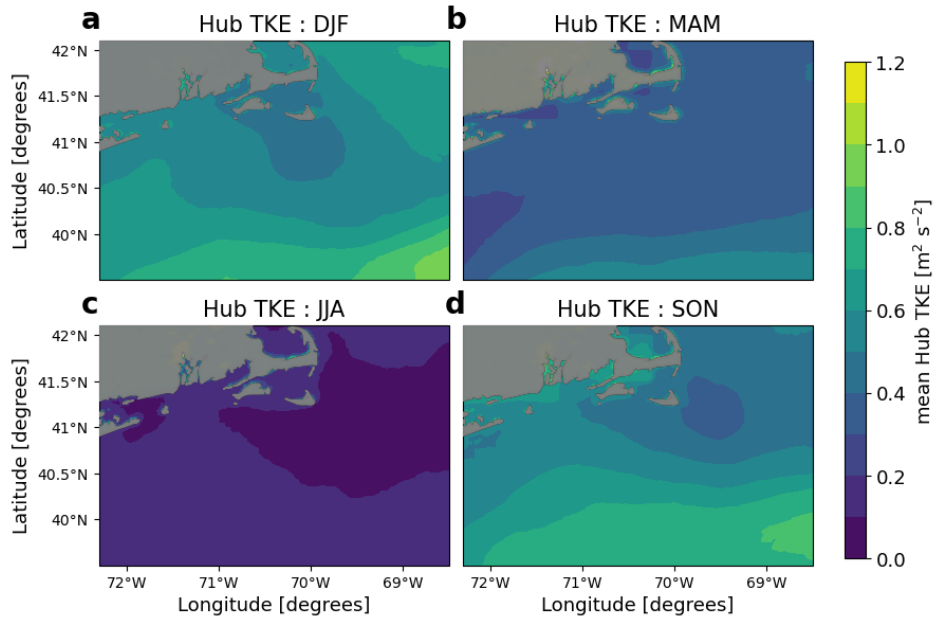 a Hub TKE : DJF
b Hub TKE : MAM
42°N
41.5°N
41°N
40.5°N
40°N
Latitude [degrees]
c Hub TKE : JJA
d Hub TKE : SON
42°N
41.5°N
41°N
40.5°N
40°N
Latitude [degrees]
72°W 71°W 70°W 69°W
72°W 71°W 70°W 69°W
Longitude [degrees]
Longitude [degrees]
1.2
1.0
0.8
0.6
0.4
0.2
0.0
mean Hub TKE [m² s⁻²]